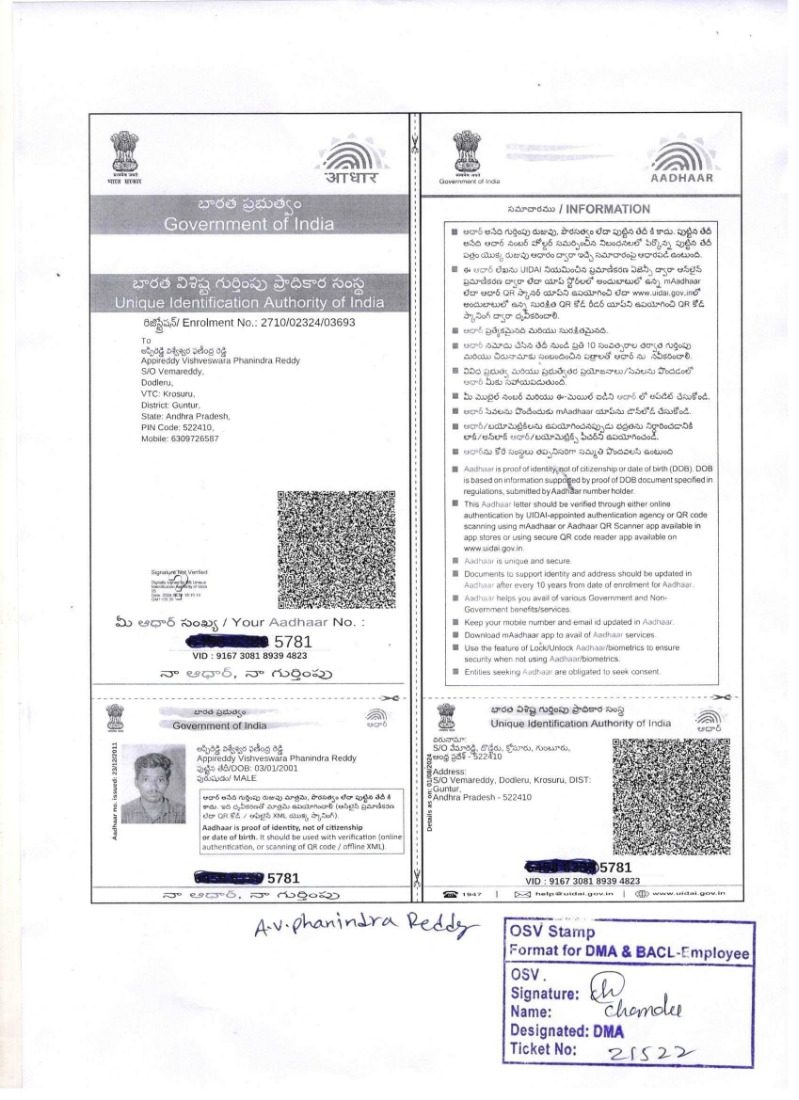 भारत सरकार
आधार
భారత ప్రభుత్వం
Government of India
భారత విశిష్ట గుర్తింపు ప్రాధికార సంస్థ
Unique Identification Authority of India
రిజిస్ట్రేషన్/ Enrolment No.: 2710/02324/03693
To
అప్పిరెడ్డి విశ్వేశ్వర ఫణీంద్ర రెడ్డి
Appireddy Vishveswara Phanindra Reddy
S/O Vemareddy,
Dodleru,
VTC: Krosuru,
District: Guntur,
State: Andhra Pradesh,
PIN Code: 522410,
Mobile: 6309726587
Signature Not Verified
మీ ఆధార్ సంఖ్య / Your Aadhaar No. :
5781
VID : 9167 3081 8939 4823
నా ఆధార్, నా గుర్తింపు
Government of India
AADHAAR
సమాచారము / INFORMATION
■ ఆధార్ అనేది గుర్తింపు రుజువు, పౌరసత్వం లేదా పుట్టిన తేదీ కి కాదు. పుట్టిన తేదీ
అనేది ఆధార్ నంబర్ హోల్డర్ సమర్పించిన నిబంధనలలో పేర్కొన్న పుట్టిన తేదీ
పత్రం యొక్క రుజువు ఆధారం ద్వారా ఇచ్చే సమాచారంపై ఆధారపడి ఉంటుంది.
■ ఈ ఆధార్ లేఖను UIDAI నియమించిన ప్రమాణీకరణ ఏజెన్సీ ద్వారా ఆన్‌లైన్
ప్రమాణీకరణ ద్వారా లేదా యాప్ స్టోర్‌లలో అందుబాటులో ఉన్న mAadhaar
లేదా ఆధార్ QR స్కానర్ యాప్‌ని ఉపయోగించి లేదా www.uidai.gov.inలో
అందుబాటులో ఉన్న సురక్షిత QR కోడ్ రీడర్ యాప్‌ని ఉపయోగించి QR కోడ్
స్కానింగ్ ద్వారా ధృవీకరించాలి.
■ ఆధార్ ప్రత్యేకమైనది మరియు సురక్షితమైనది.
■ ఆధార్ నమోదు చేసిన తేదీ నుండి ప్రతి 10 సంవత్సరాల తర్వాత గుర్తింపు
మరియు చిరునామాకు సంబంధించిన పత్రాలతో ఆధార్ ను నవీకరించాలి.
■ వివిధ ప్రభుత్వ మరియు ప్రభుత్వేతర ప్రయోజనాలు/సేవలను పొందడంలో
ఆధార్ మీకు సహాయపడుతుంది.
■ మీ మొబైల్ నంబర్ మరియు ఈ-మెయిల్ ఐడిని ఆధార్ లో అప్‌డేట్ చేసుకోండి.
■ ఆధార్ సేవలను పొందేందుకు mAadhaar యాప్‌ను డౌన్‌లోడ్ చేసుకోండి.
■ ఆధార్/బయోమెట్రిక్‌లను ఉపయోగించనప్పుడు భద్రతను నిర్ధారించడానికి
లాక్/అన్‌లాక్ ఆధార్/బయోమెట్రిక్స్ ఫీచర్‌ని ఉపయోగించండి.
■ ఆధార్‌ను కోరే సంస్థలు తప్పనిసరిగా సమ్మతి పొందవలసి ఉంటుంది
■ Aadhaar is proof of identity, not of citizenship or date of birth (DOB). DOB
is based on information supported by proof of DOB document specified in
regulations, submitted by Aadhaar number holder.
■ This Aadhaar letter should be verified through either online
authentication by UIDAI-appointed authentication agency or QR code
scanning using mAadhaar or Aadhaar QR Scanner app available in
app stores or using secure QR code reader app available on
www.uidai.gov.in.
■ Aadhaar is unique and secure.
■ Documents to support identity and address should be updated in
Aadhaar after every 10 years from date of enrolment for Aadhaar.
■ Aadhaar helps you avail of various Government and Non-
Government benefits/services.
■ Keep your mobile number and email id updated in Aadhaar.
■ Download mAadhaar app to avail of Aadhaar services.
■ Use the feature of Lock/Unlock Aadhaar/biometrics to ensure
security when not using Aadhaar/biometrics.
■ Entities seeking Aadhaar are obligated to seek consent.
భారత ప్రభుత్వం
Government of India
ఆధార్
Aadhaar no. issued: 23/12/2011
అప్పిరెడ్డి విశ్వేశ్వర ఫణీంద్ర రెడ్డి
Appireddy Vishveswara Phanindra Reddy
పుట్టిన తేదీ/DOB: 03/01/2001
పురుషుడు/ MALE
ఆధార్ అనేది గుర్తింపు రుజువు మాత్రమే, పౌరసత్వం లేదా పుట్టిన తేదీ కి
కాదు. ఇది ధృవీకరణతో మాత్రమే ఉపయోగించాలి (ఆన్‌లైన్ ప్రమాణీకరణ
లేదా QR కోడ్ / ఆఫ్‌లైన్ XML యొక్క స్కానింగ్).
Aadhaar is proof of identity, not of citizenship
or date of birth. It should be used with verification (online
authentication, or scanning of QR code / offline XML).
5781
నా ఆధార్, నా గుర్తింపు
భారత విశిష్ట గుర్తింపు ప్రాధికార సంస్థ
Unique Identification Authority of India
ఆధార్
Details as on: 01/08/2024
చిరునామా:
S/O వేమారెడ్డి, దొడ్లేరు, క్రోసూరు, గుంటూరు,
ఆంధ్ర ప్రదేశ్ - 522410
Address:
S/O Vemareddy, Dodleru, Krosuru, DIST:
Guntur,
Andhra Pradesh - 522410
5781
VID : 9167 3081 8939 4823
1947 | help@uidai.gov.in | www.uidai.gov.in
A.V.Phanindra Reddy
OSV Stamp
Format for DMA & BACL-Employee
OSV.
Signature:
Name:
Designated: DMA
Ticket No: 21522